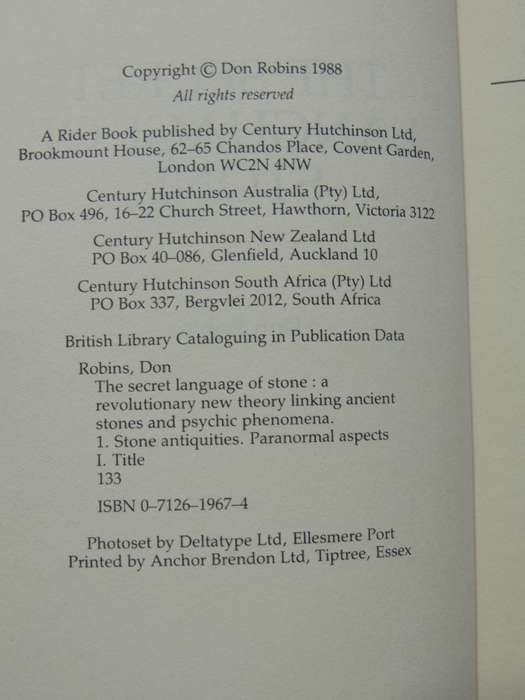 Copyright © Don Robins 1988
All rights reserved
A Rider Book published by Century Hutchinson Ltd,
Brookmount House, 62–65 Chandos Place, Covent Garden,
London WC2N 4NW
Century Hutchinson Australia (Pty) Ltd,
PO Box 496, 16–22 Church Street, Hawthorn, Victoria 3122
Century Hutchinson New Zealand Ltd
PO Box 40–086, Glenfield, Auckland 10
Century Hutchinson South Africa (Pty) Ltd
PO Box 337, Bergvlei 2012, South Africa
British Library Cataloguing in Publication Data
Robins, Don
The secret language of stone : a
revolutionary new theory linking ancient
stones and psychic phenomena.
1. Stone antiquities. Paranormal aspects
I. Title
133
ISBN 0–7126–1967–4
Photoset by Deltatype Ltd, Ellesmere Port
Printed by Anchor Brendon Ltd, Tiptree, Essex